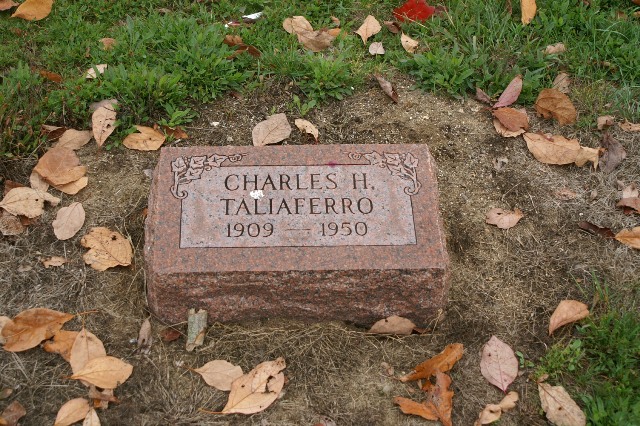 CHARLES H.
TALIAFERRO
1909 — 1950